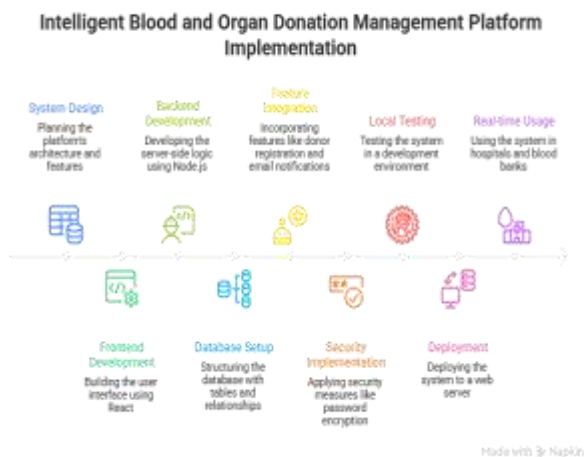 Intelligent Blood and Organ Donation Management Platform
Implementation
System Design
Planning the
platform's
architecture and
features
Backend
Development
Developing the
server-side logic
using Node.js
Feature
Integration
Incorporating
features like donor
registration and
email notifications
Local Testing
Testing the system
in a development
environment
Real-time Usage
Using the system in
hospitals and blood
banks
Frontend
Development
Building the user
interface using
React
Database Setup
Structuring the
database with
tables and
relationships
Security
Implementation
Applying security
measures like
password
encryption
Deployment
Deploying the
system to a web
server
Made with Napkin